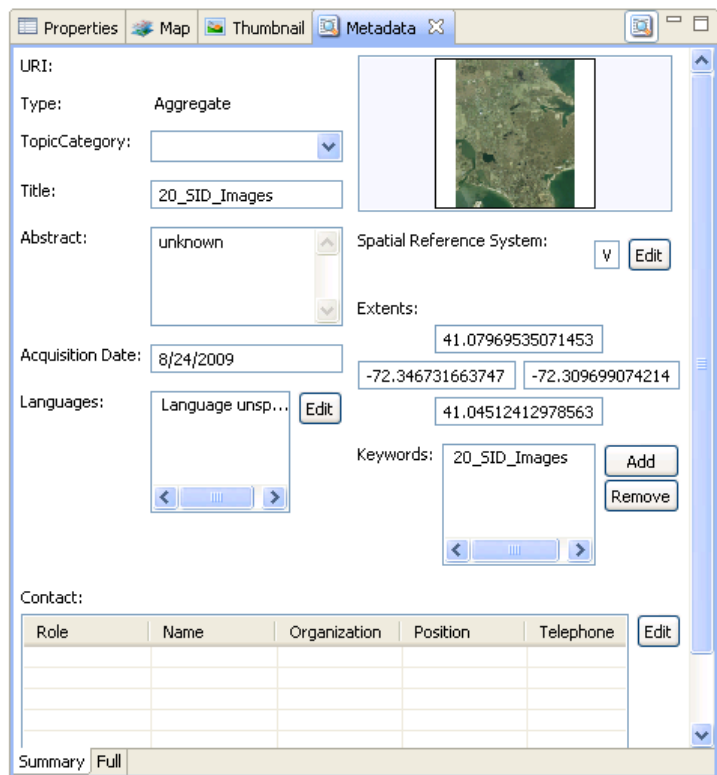 Properties Map Thumbnail Metadata
URI:
Type: Aggregate
TopicCategory:
Title: 20_SID_Images
Abstract: unknown
Spatial Reference System: V Edit
Extents:
41.07969535071453
-72.346731663747 -72.309699074214
41.04512412978563
Acquisition Date: 8/24/2009
Languages: Language unsp... Edit
Keywords: 20_SID_Images Add
Remove
Contact:
Role Name Organization Position Telephone Edit
Summary Full